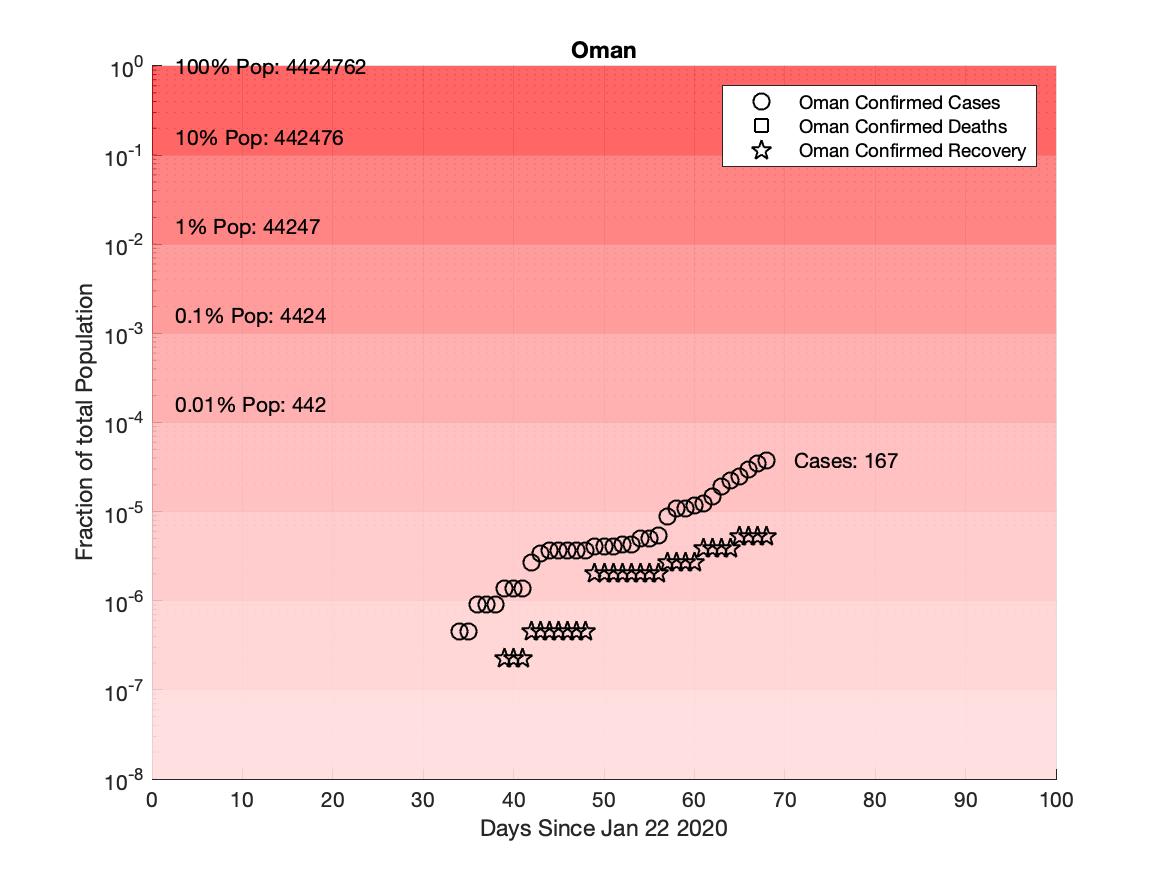 Oman
10^0
100% Pop: 4424762
Oman Confirmed Cases
Oman Confirmed Deaths
Oman Confirmed Recovery
10% Pop: 442476
10^-1
1% Pop: 44247
10^-2
0.1% Pop: 4424
10^-3
0.01% Pop: 442
10^-4
Cases: 167
10^-5
10^-6
10^-7
10^-8
Fraction of total Population
0 10 20 30 40 50 60 70 80 90 100
Days Since Jan 22 2020